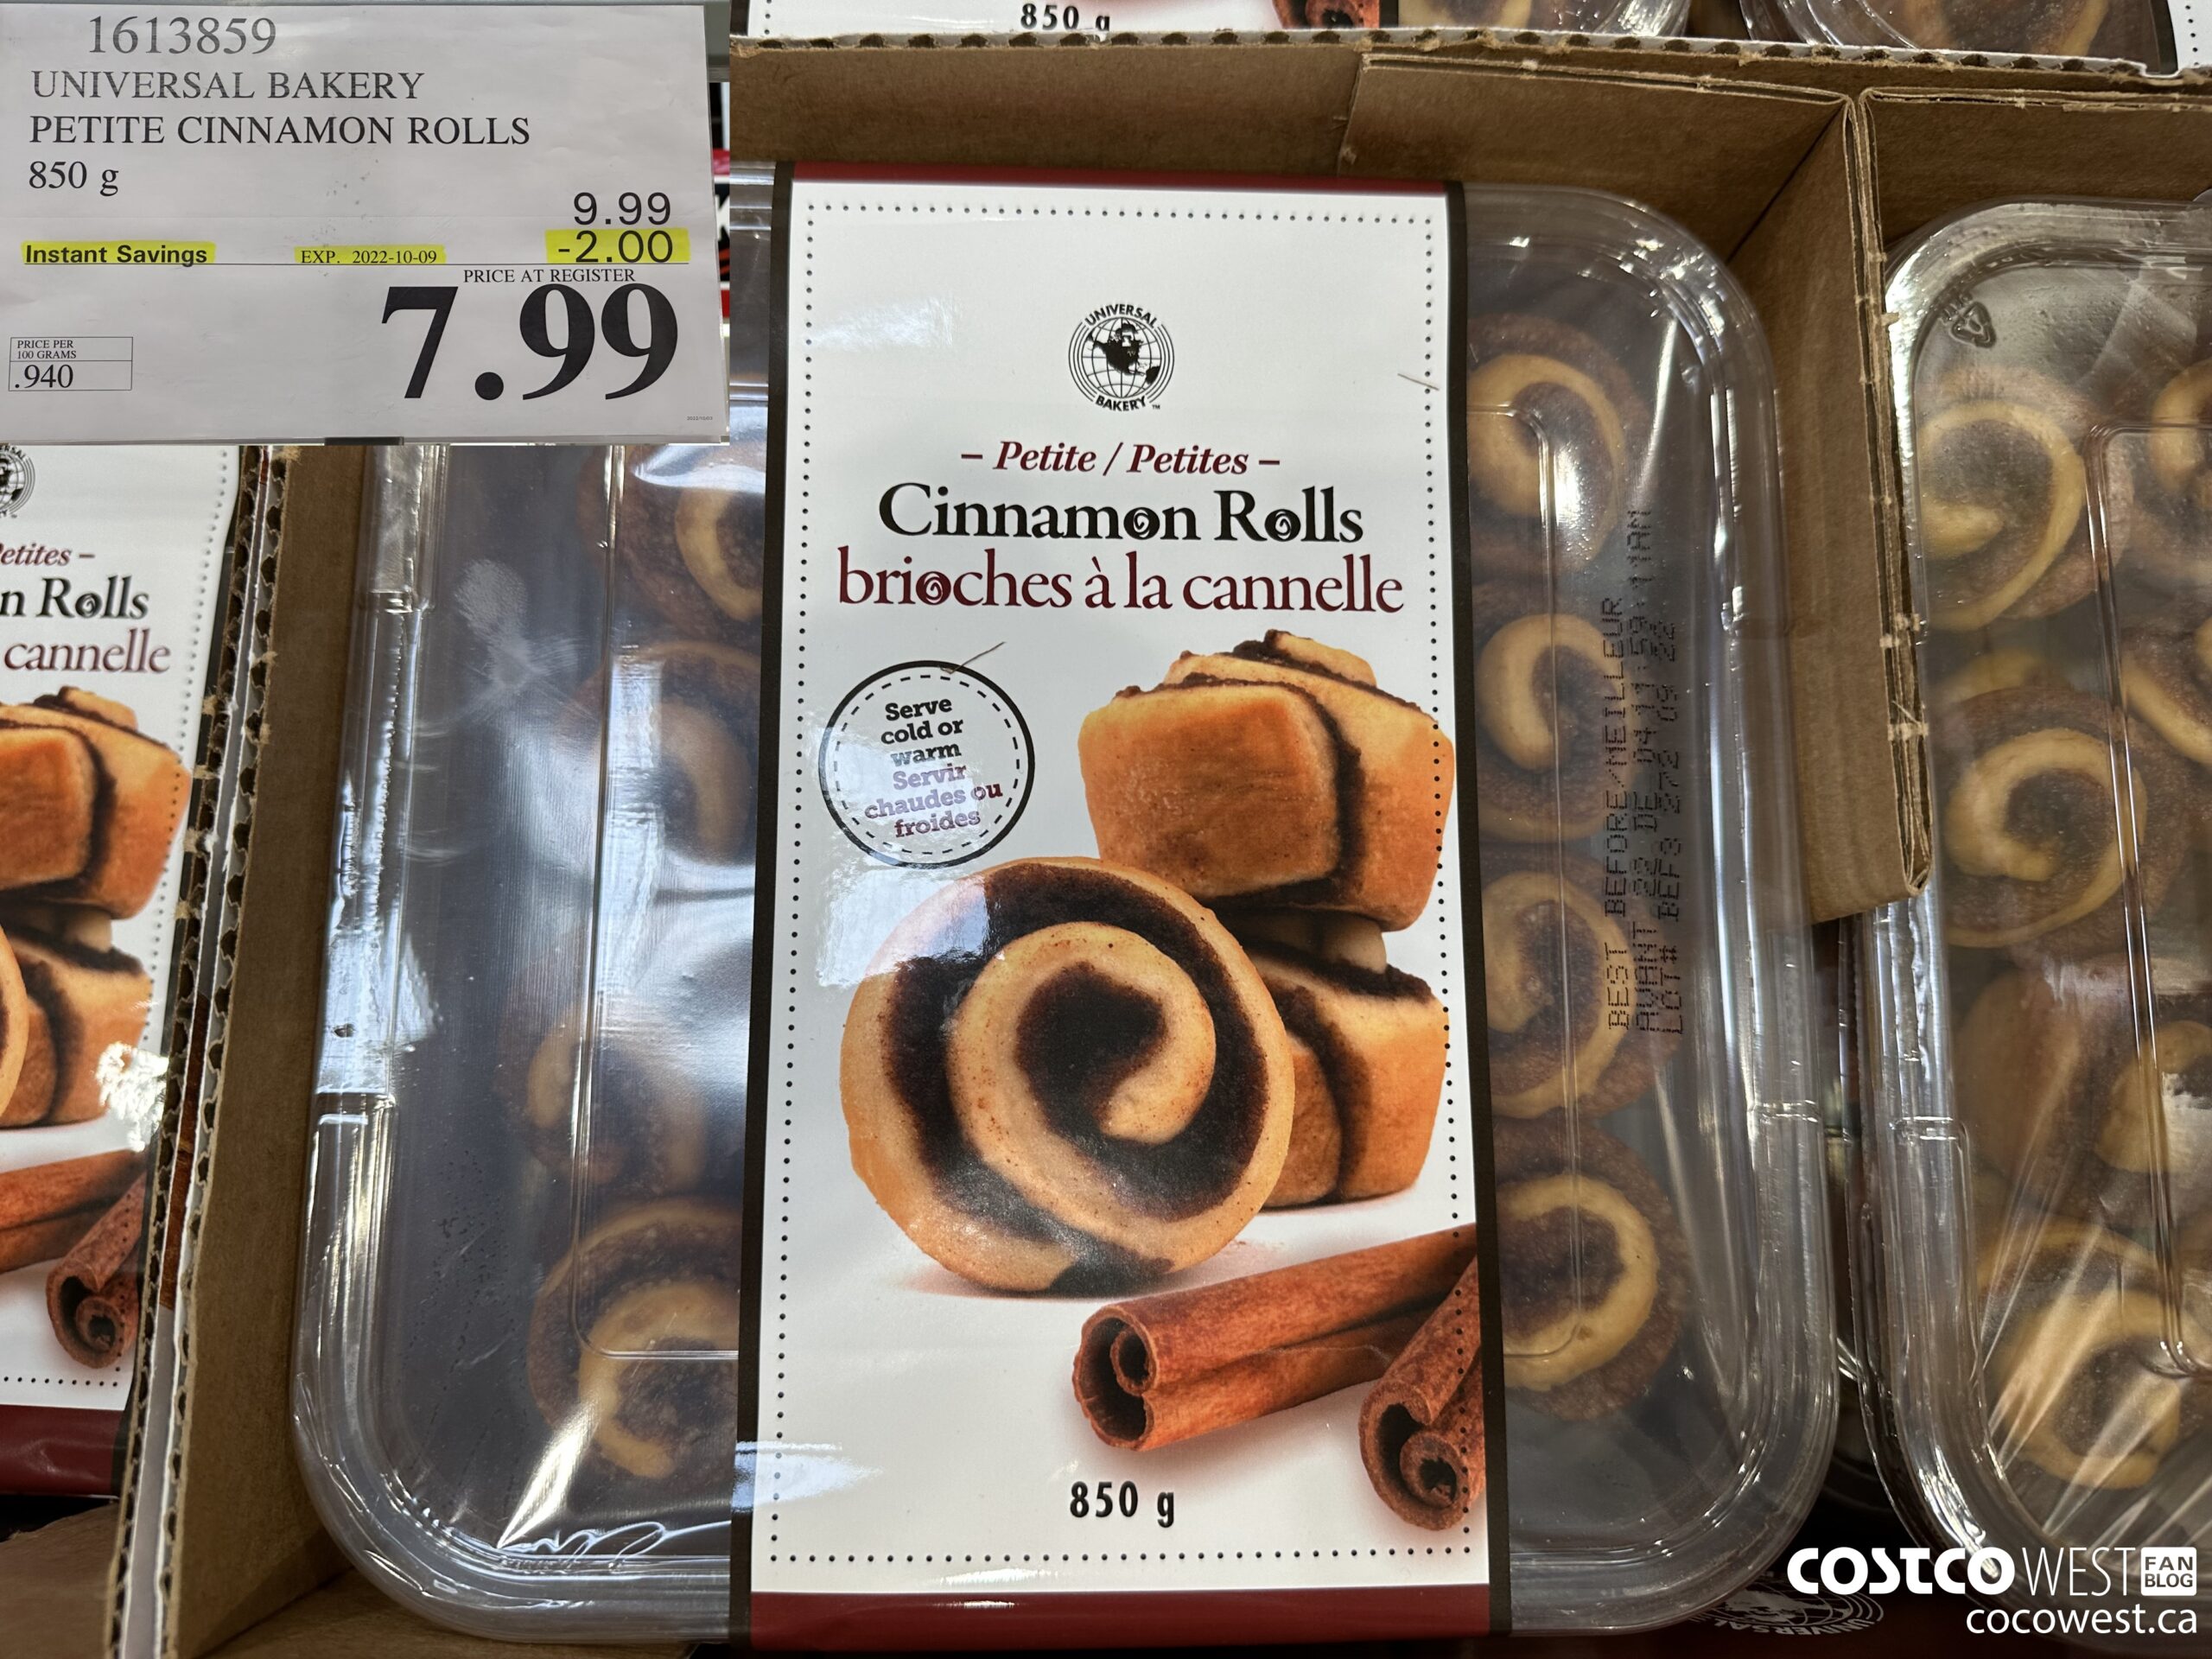 850 g
1613859
UNIVERSAL BAKERY
PETITE CINNAMON ROLLS
850 g
9.99
Instant Savings EXP. 2022-10-09 -2.00
PRICE AT REGISTER
7.99
PRICE PER
100 GRAMS
.940
UNIVERSAL
BAKERY™
– Petite / Petites –
Cinnamon Rolls
brioches à la cannelle
Serve
cold or
warm
Servir
chaudes ou
froides
850 g
BEST BEFORE/MEILLEUR
AVANT
LOT#
etites –
n Rolls
cannelle
COSTCO WEST FAN
BLOG
cocowest.ca